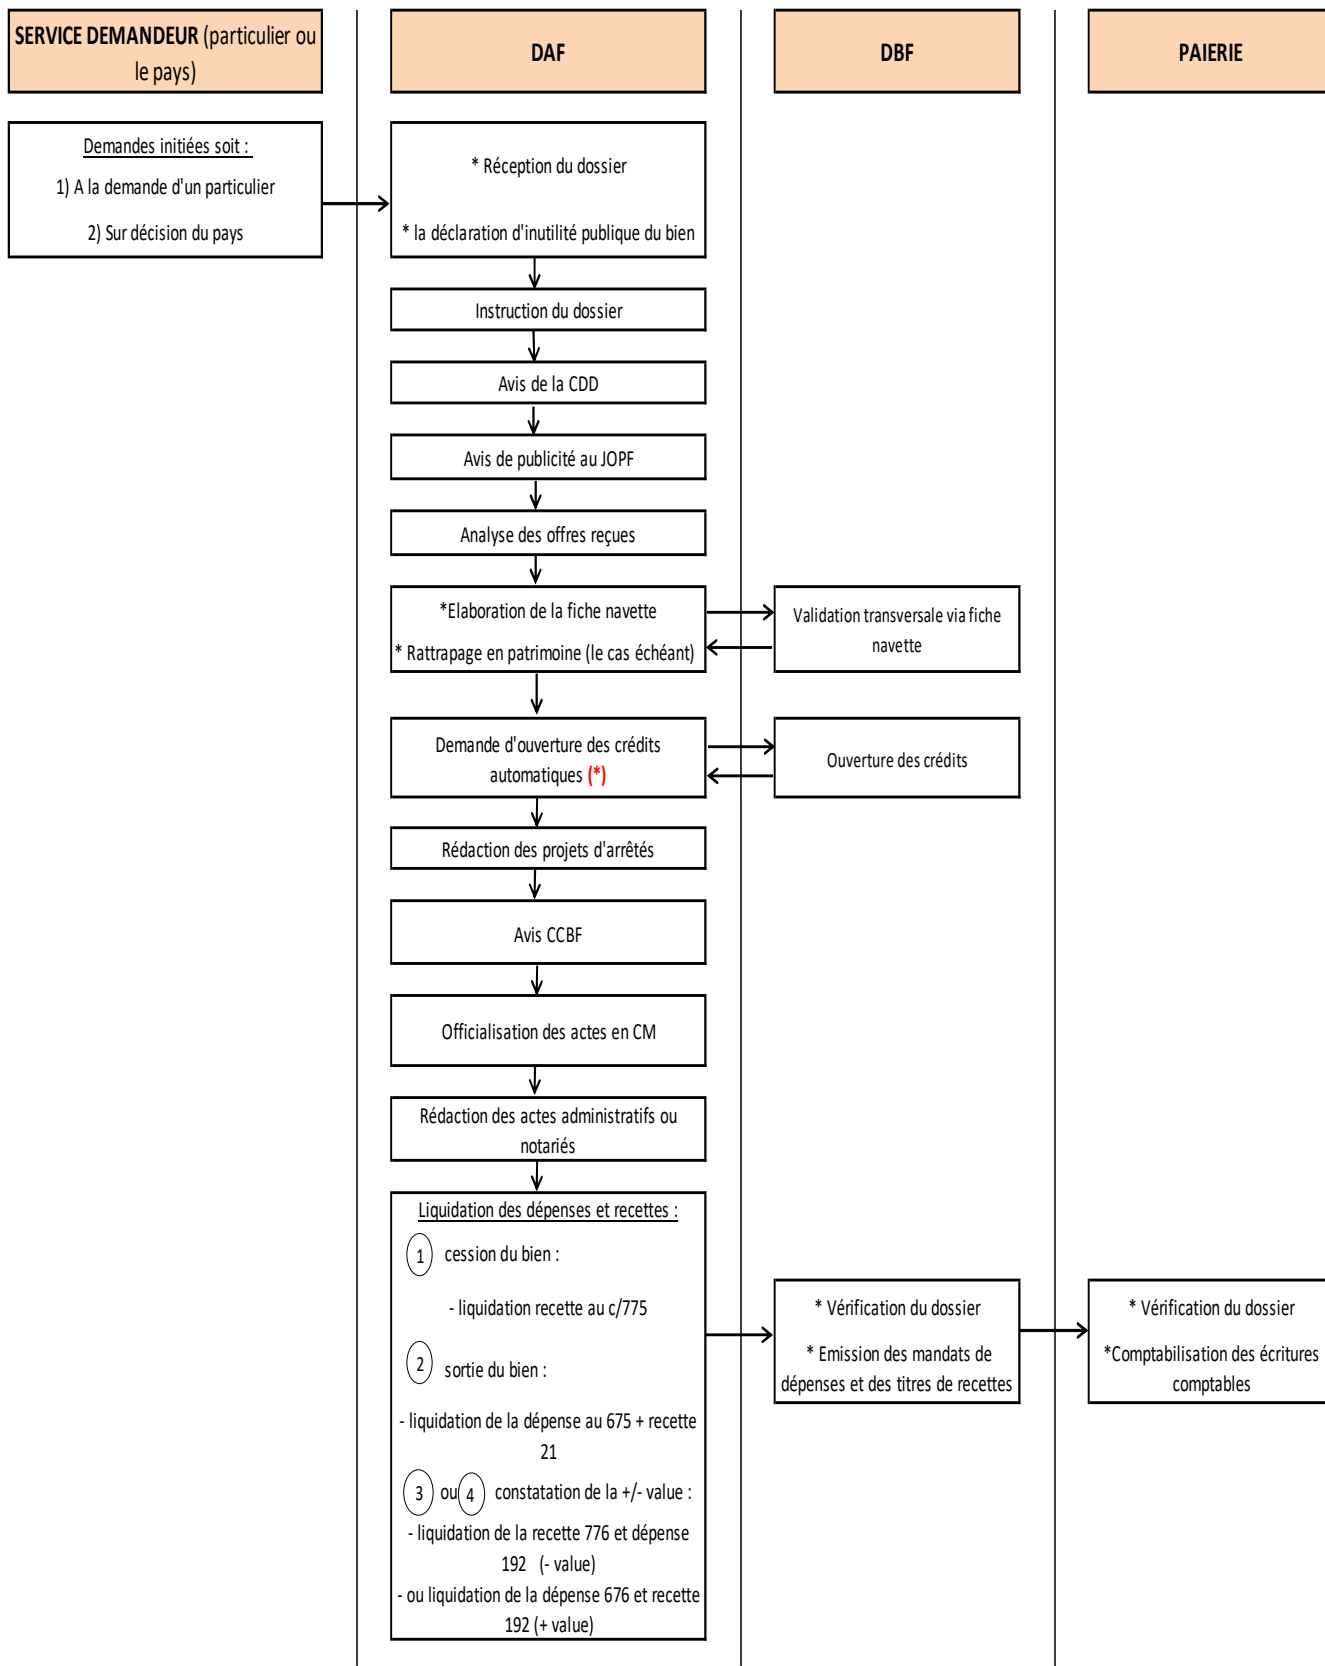 SERVICE DEMANDEUR (particulier ou
le pays)
DAF
DBF
PAIERIE
Demandes initiées soit :
1) A la demande d'un particulier
2) Sur décision du pays
* Réception du dossier
* la déclaration d'inutilité publique du bien
Instruction du dossier
Avis de la CDD
Avis de publicité au JOPF
Analyse des offres reçues
*Elaboration de la fiche navette
* Rattrapage en patrimoine (le cas échéant)
Validation transversale via fiche
navette
Demande d'ouverture des crédits
automatiques (*)
Ouverture des crédits
Rédaction des projets d'arrêtés
Avis CCBF
Officialisation des actes en CM
Rédaction des actes administratifs ou
notariés
Liquidation des dépenses et recettes :
1 cession du bien :
- liquidation recette au c/775
2 sortie du bien :
- liquidation de la dépense au 675 + recette
21
3 ou 4 constatation de la +/- value :
- liquidation de la recette 776 et dépense
192 (- value)
- ou liquidation de la dépense 676 et recette
192 (+ value)
* Vérification du dossier
* Emission des mandats de
dépenses et des titres de recettes
* Vérification du dossier
*Comptabilisation des écritures
comptables